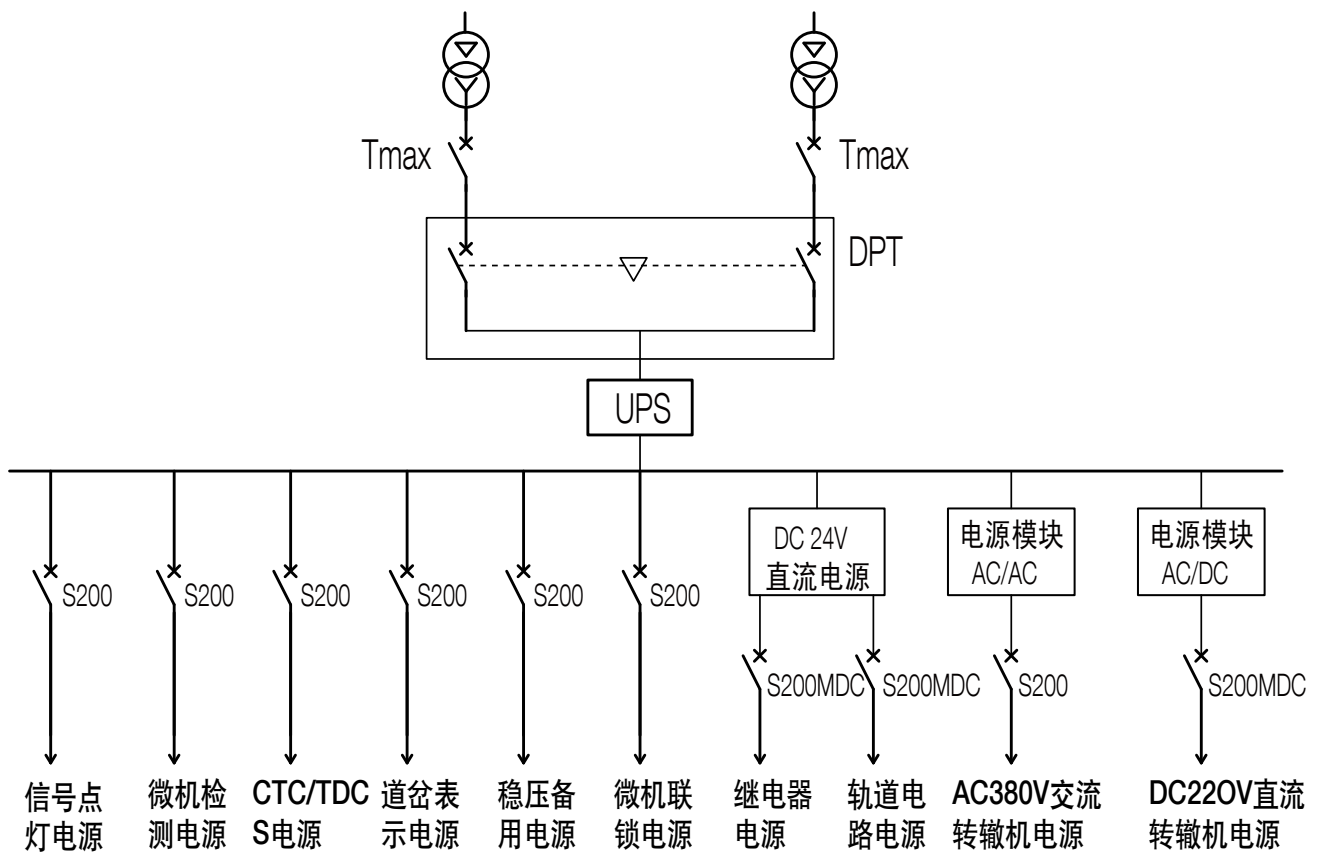 Tmax
Tmax
DPT
UPS
DC 24V
直流电源
电源模块
AC/AC
电源模块
AC/DC
S200
S200
S200
S200
S200
S200
S200MDC
S200MDC
S200
S200MDC
信号点
灯电源
微机检
测电源
CTC/TDC
S电源
道岔表
示电源
稳压备
用电源
微机联
锁电源
继电器
电源
轨道电
路电源
AC380V交流
转辙机电源
DC220V直流
转辙机电源